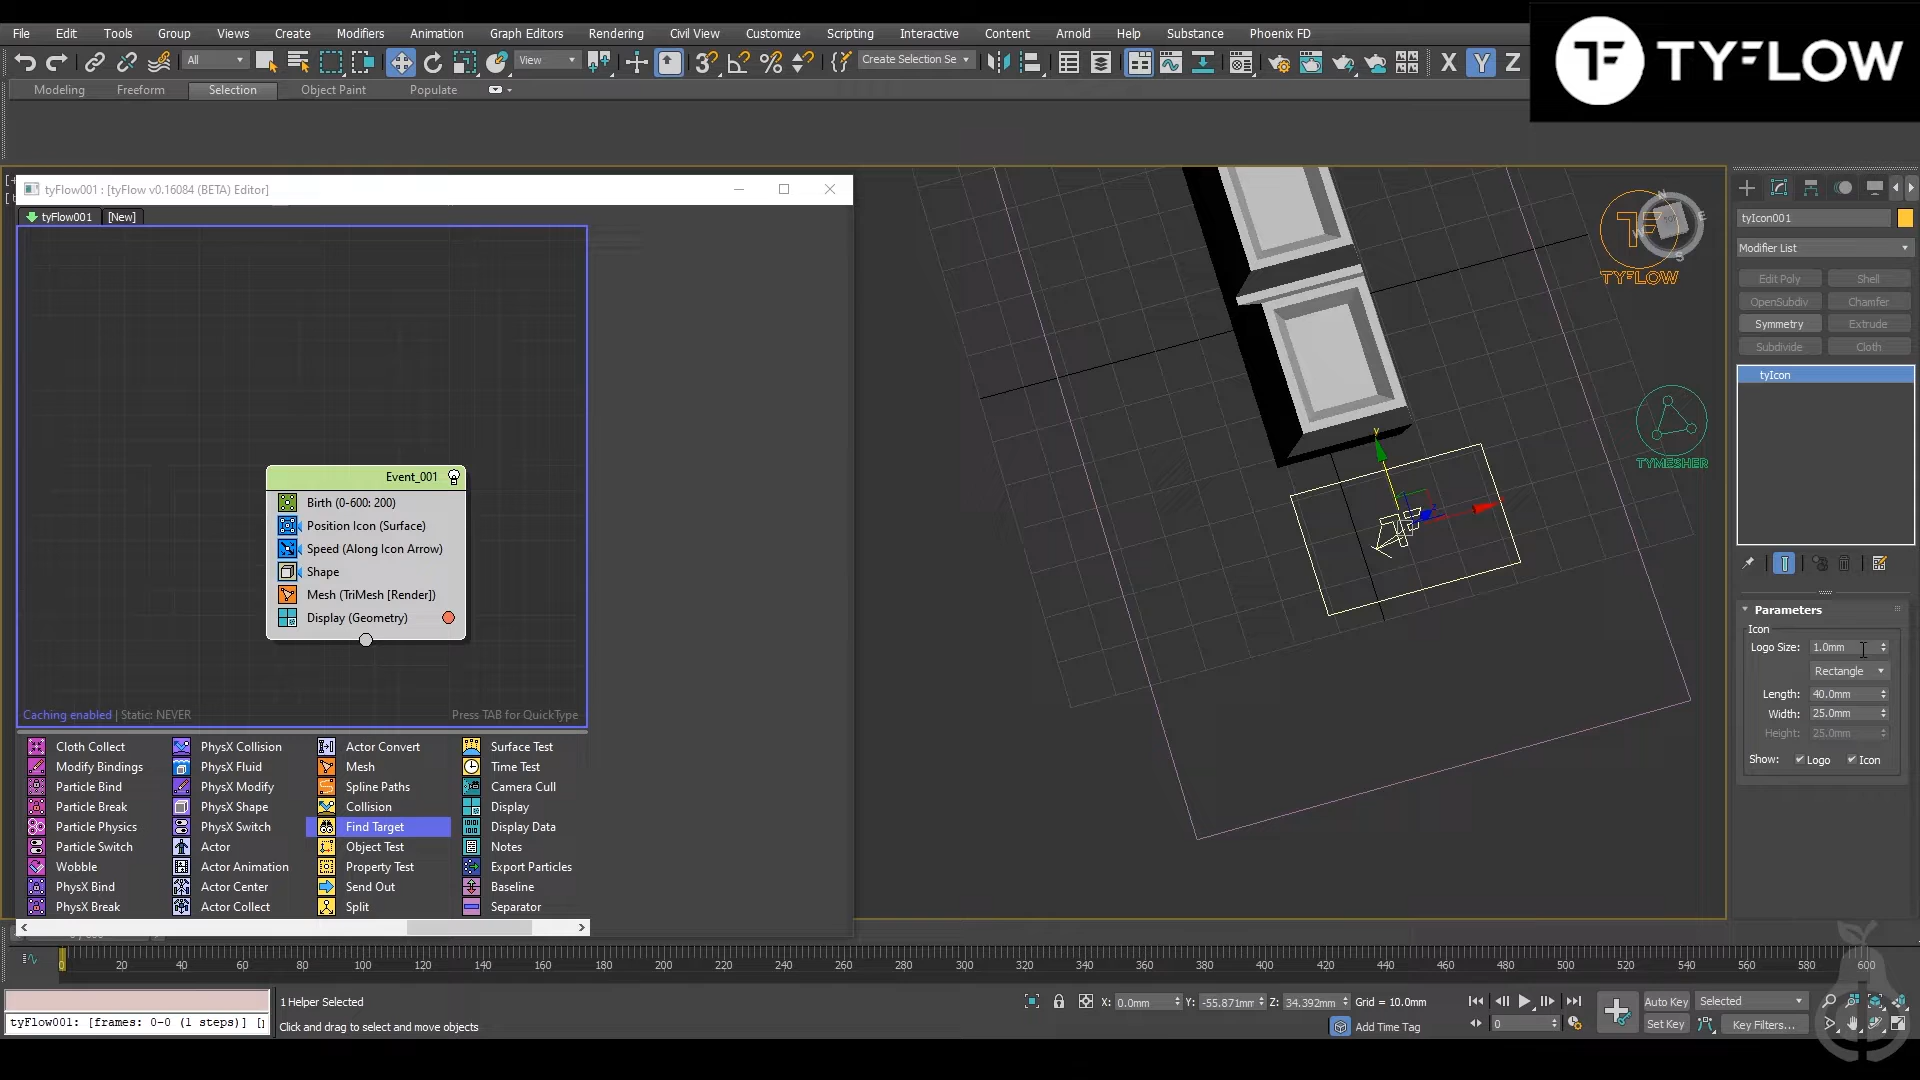 File Edit Tools Group Views Create Modifiers Animation Graph Editors Rendering Civil View Customize Scripting Interactive Content Arnold Help Substance Phoenix FD
TYFLOW
All View Create Selection Se X Y Z
Modeling Freeform Selection Object Paint Populate
tyFlow001 : [tyFlow v0.16084 (BETA) Editor]
tyFlow001 [New]
Event_001
Birth (0-600: 200)
Position Icon (Surface)
Speed (Along Icon Arrow)
Shape
Mesh (TriMesh [Render])
Display (Geometry)
Caching enabled | Static: NEVER Press TAB for QuickType
Cloth Collect PhysX Collision Actor Convert Surface Test
Modify Bindings PhysX Fluid Mesh Time Test
Particle Bind PhysX Modify Spline Paths Camera Cull
Particle Break PhysX Shape Collision Display
Particle Physics PhysX Switch Find Target Display Data
Particle Switch Actor Object Test Notes
Wobble Actor Animation Property Test Export Particles
PhysX Bind Actor Center Send Out Baseline
PhysX Break Actor Collect Split Separator
TYFLOW
TYMESHER
y
tyIcon001
Modifier List
Edit Poly Shell
OpenSubdiv Chamfer
Symmetry Extrude
Subdivide Cloth
tyIcon
Parameters
Icon
Logo Size: 1.0mm
Rectangle
Length: 40.0mm
Width: 25.0mm
Height: 25.0mm
Show: Logo Icon
0 20 40 60 80 100 120 140 160 180 200 220 240 260 280 300 320 340 360 380 400 420 440 460 480 500 520 540 560 580 600
1 Helper Selected X: 0.0mm Y: -55.871mm Z: 34.392mm Grid = 10.0mm Auto Key Selected
tyFlow001: [frames: 0-0 (1 steps)] Click and drag to select and move objects Add Time Tag 0 Set Key Key Filters...